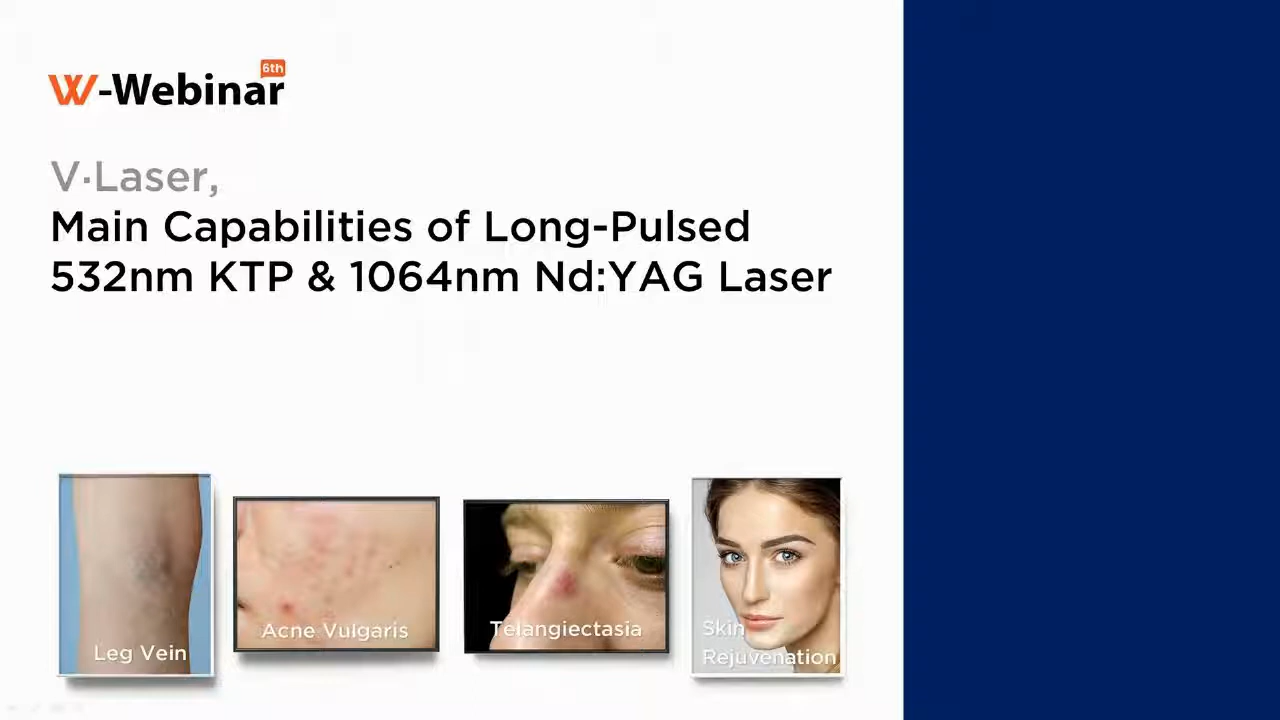 W-Webinar 6th
V·Laser,
Main Capabilities of Long-Pulsed
532nm KTP & 1064nm Nd:YAG Laser
Leg Vein
Acne Vulgaris
Telangiectasia
Skin
Rejuvenation